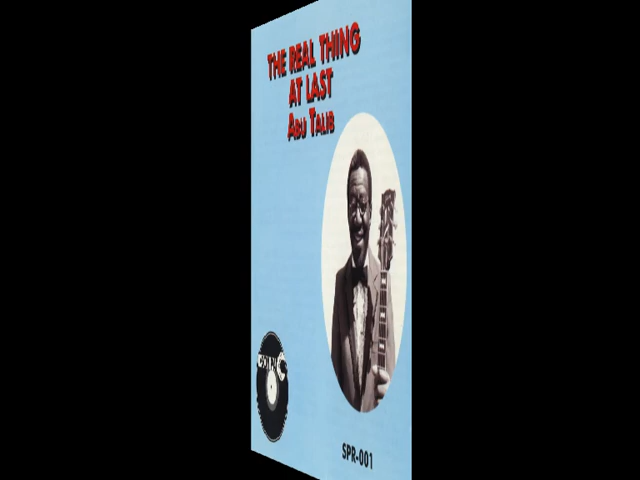 THE REAL THING
AT LAST
ABU TALIB
SPR-001